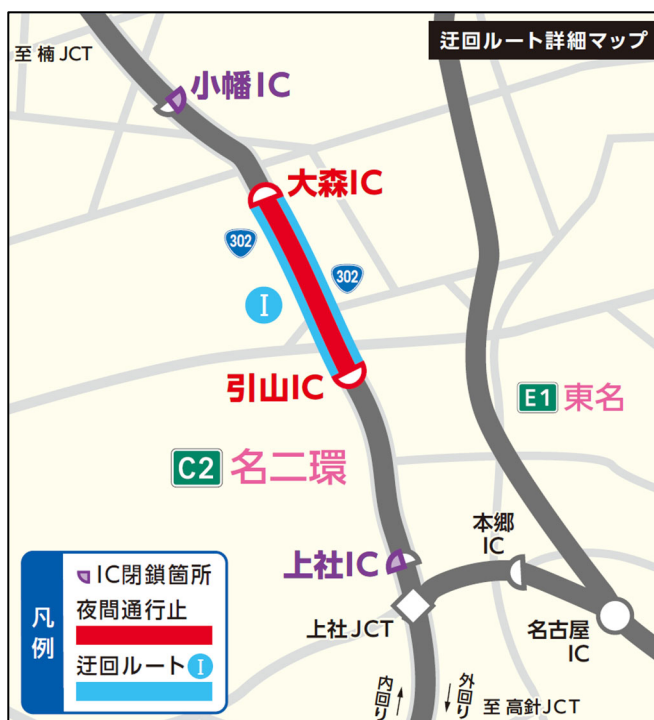 迂回ルート詳細マップ
至 楠 JCT
小幡IC
大森IC
302
302
I
引山IC
E1 東名
C2 名二環
本郷
IC
上社IC
上社 JCT
名古屋
IC
内回り
外回り
至 高針JCT
凡例
IC閉鎖箇所
夜間通行止
迂回ルート I